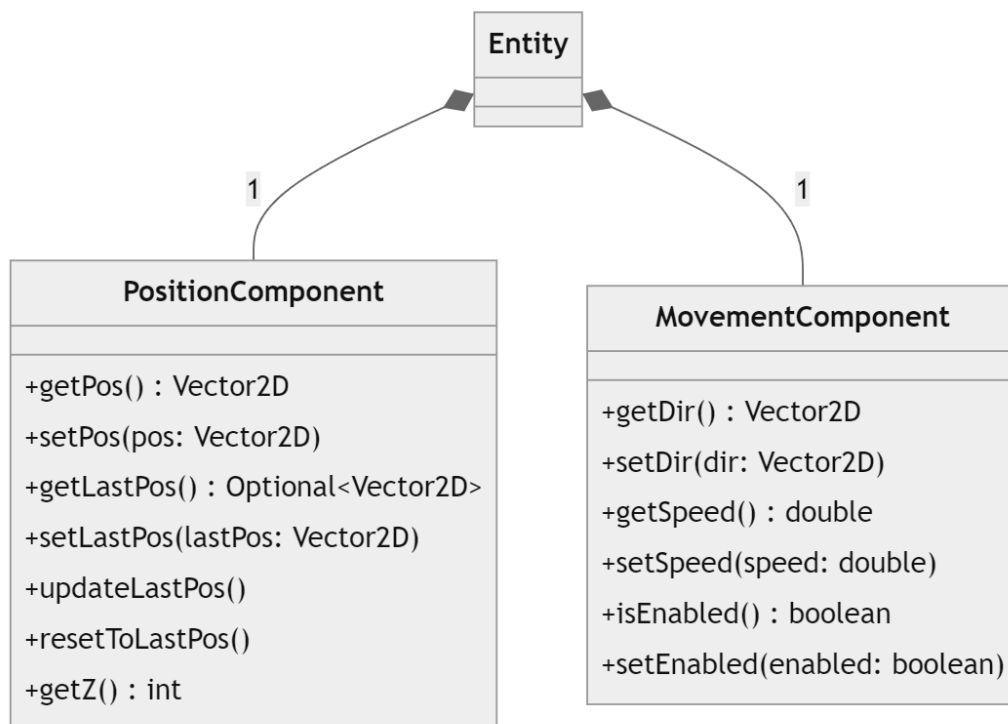 Entity
1
1
PositionComponent
+getPos() : Vector2D
+setPos(pos: Vector2D)
+getLastPos() : Optional<Vector2D>
+setLastPos(lastPos: Vector2D)
+updateLastPos()
+resetToLastPos()
+getZ() : int
MovementComponent
+getDir() : Vector2D
+setDir(dir: Vector2D)
+getSpeed() : double
+setSpeed(speed: double)
+isEnabled() : boolean
+setEnabled(enabled: boolean)